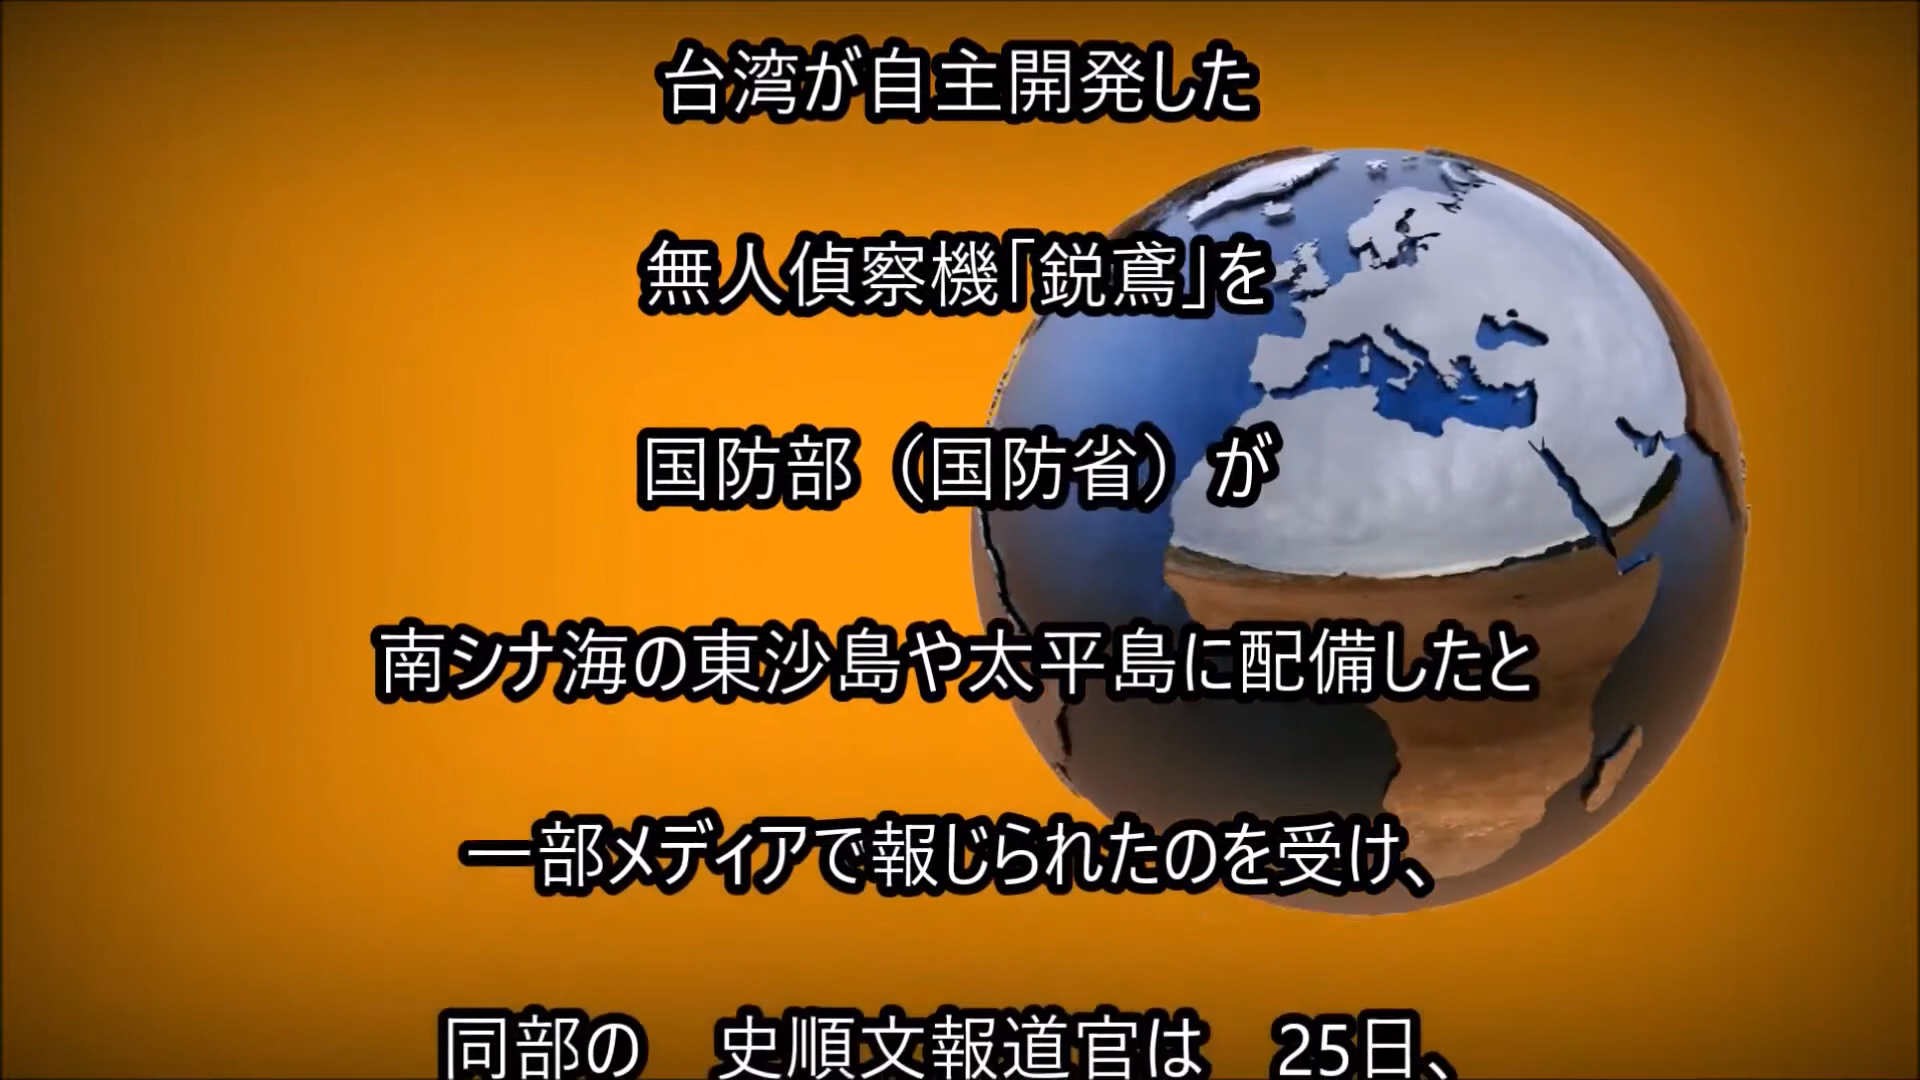 台湾が自主開発した
無人偵察機「鋭鳶」を
国防部（国防省）が
南シナ海の東沙島や太平島に配備したと
一部メディアで報じられたのを受け、
同部の　史順文報道官は　25日、